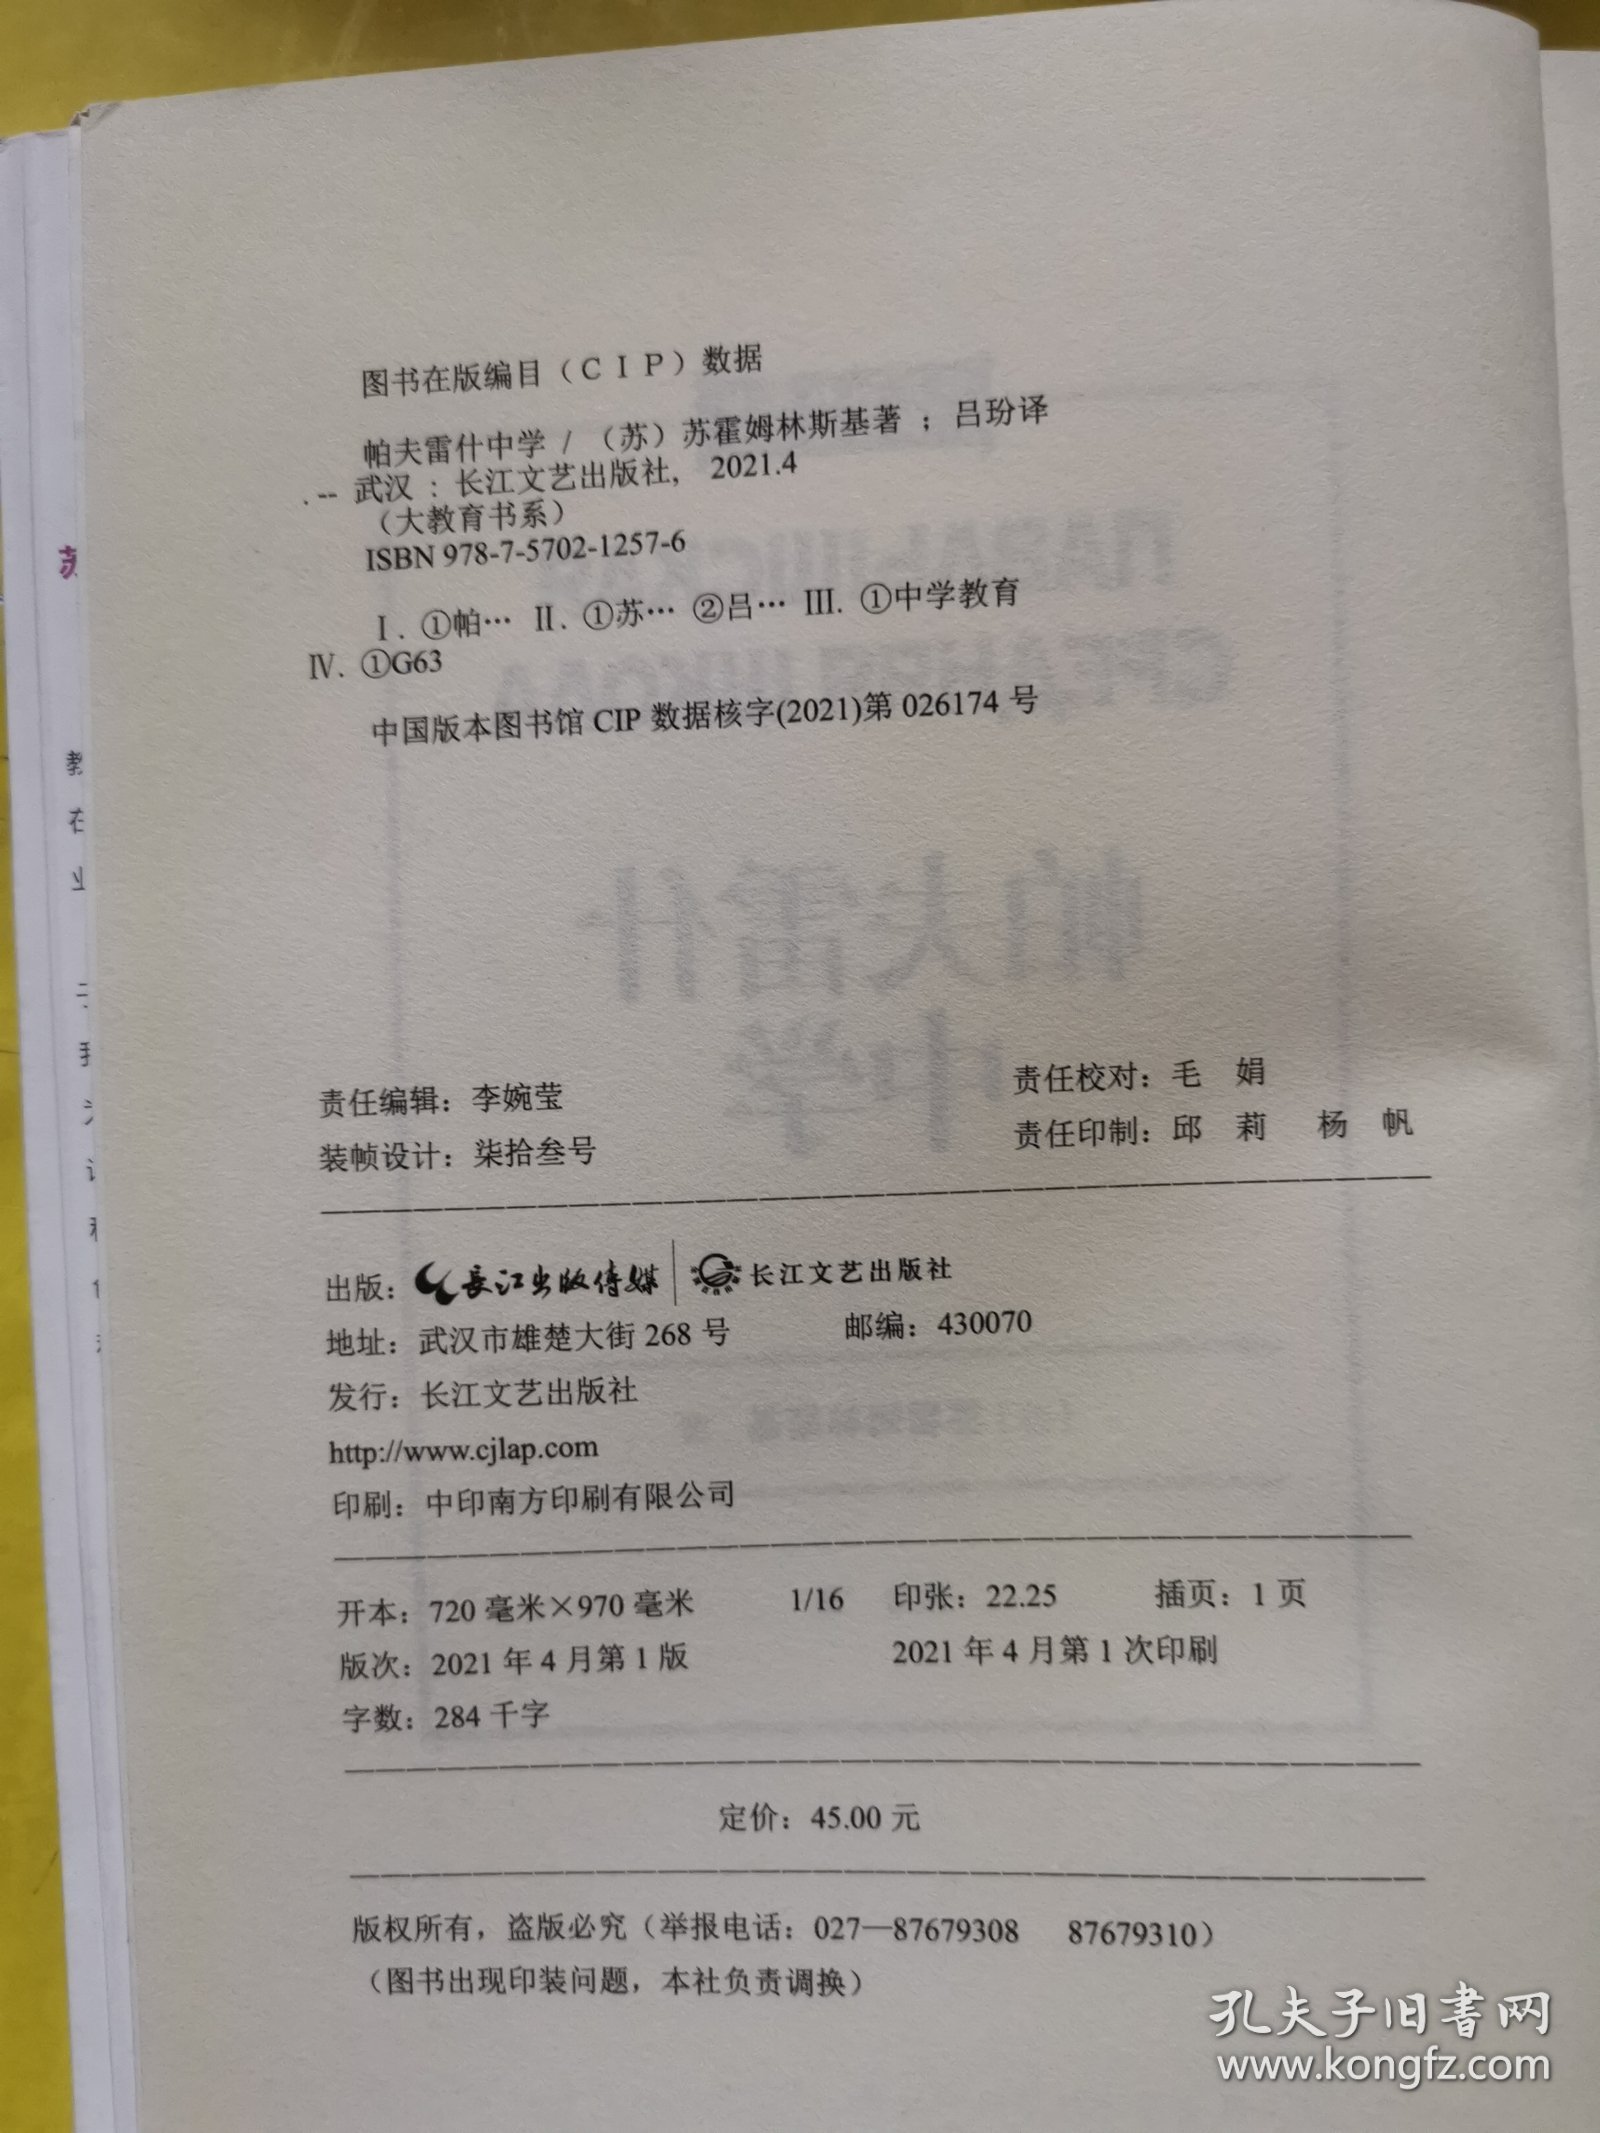 图书在版编目（CIP）数据
帕夫雷什中学 / （苏）苏霍姆林斯基著 ；吕玢译
. -- 武汉 ：长江文艺出版社， 2021.4
（大教育书系）
ISBN 978-7-5702-1257-6
Ⅰ. ①帕… Ⅱ. ①苏… ②吕… Ⅲ. ①中学教育
Ⅳ. ①G63
中国版本图书馆 CIP 数据核字(2021)第 026174 号
责任编辑：李婉莹 责任校对：毛 娟
装帧设计：柒拾叁号 责任印制：邱 莉 杨 帆
出版：长江出版传媒 长江文艺出版社
地址：武汉市雄楚大街 268 号 邮编：430070
发行：长江文艺出版社
http://www.cjlap.com
印刷：中印南方印刷有限公司
开本：720 毫米×970 毫米 1/16 印张：22.25 插页：1 页
版次：2021 年 4 月第 1 版 2021 年 4 月第 1 次印刷
字数：284 千字
定价：45.00 元
版权所有，盗版必究（举报电话：027—87679308 87679310）
（图书出现印装问题，本社负责调换）
孔夫子旧书网
www.kongfz.com